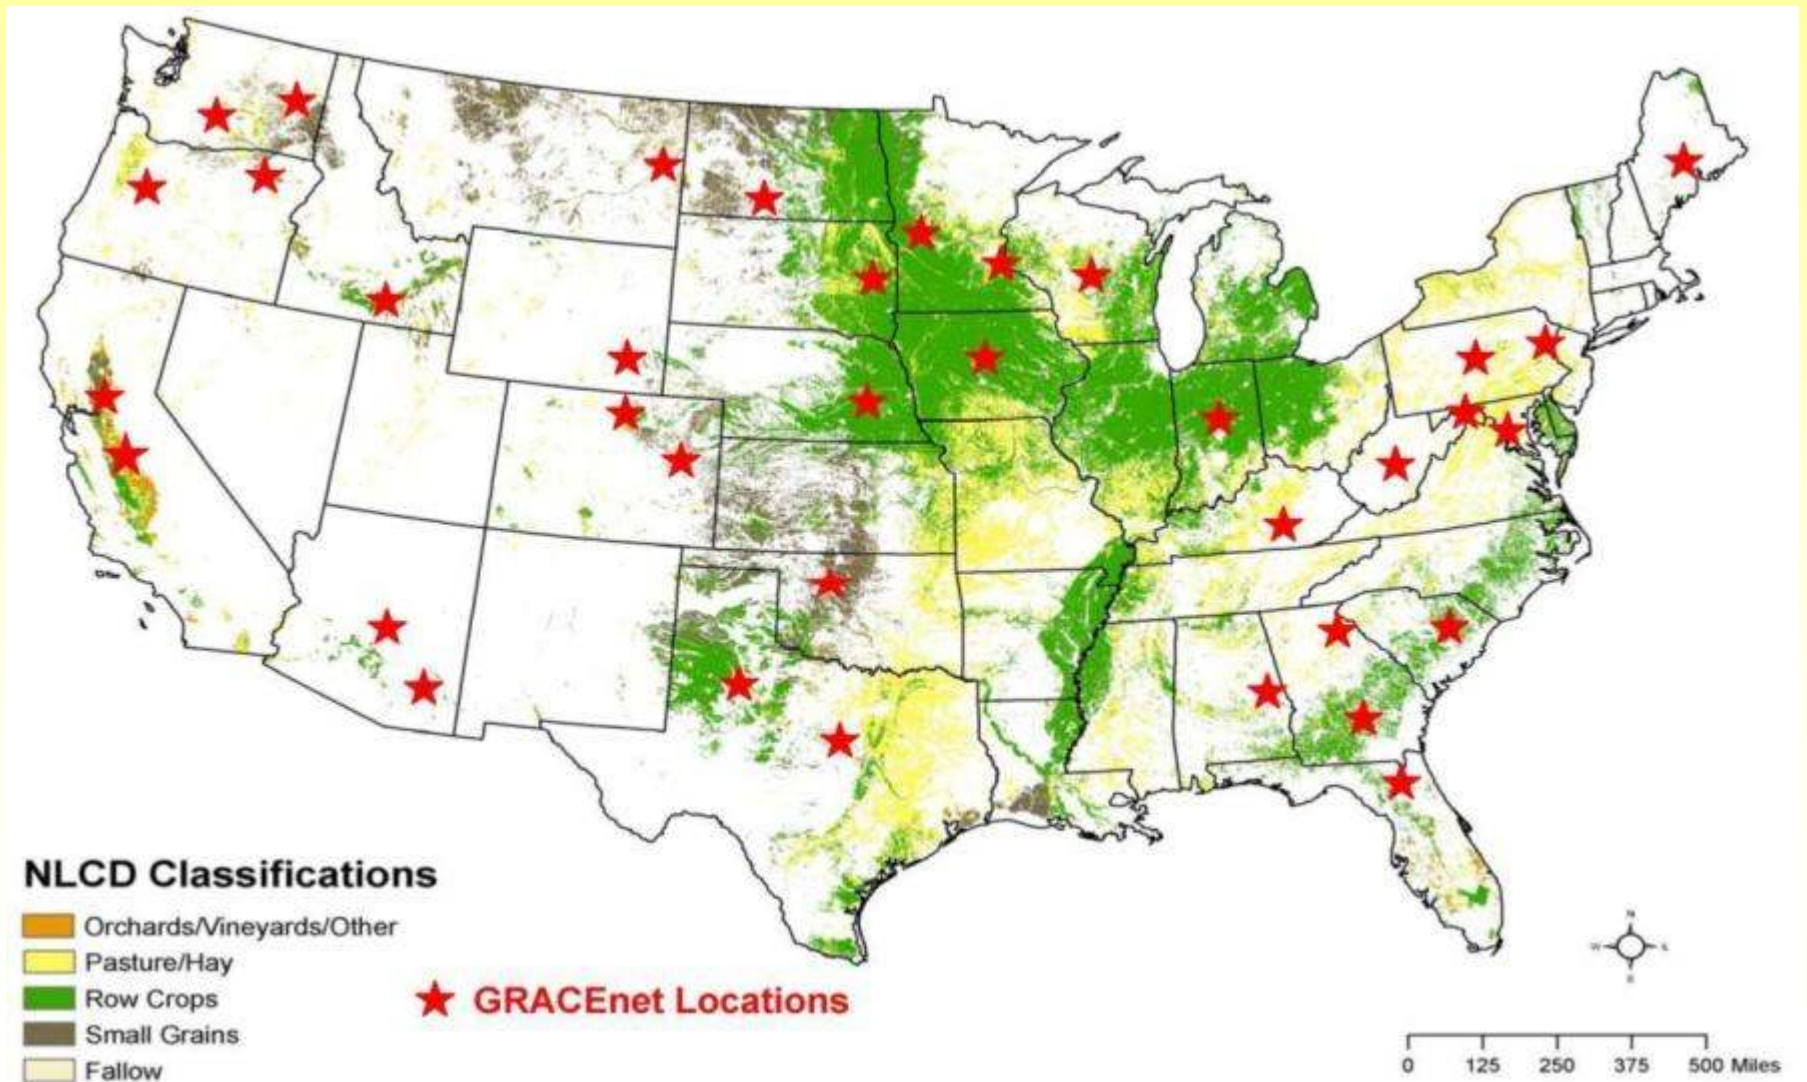 NLCD Classifications
Orchards/Vineyards/Other
Pasture/Hay
Row Crops
Small Grains
Fallow
GRACEnet Locations
N
W E
S
0 125 250 375 500 Miles